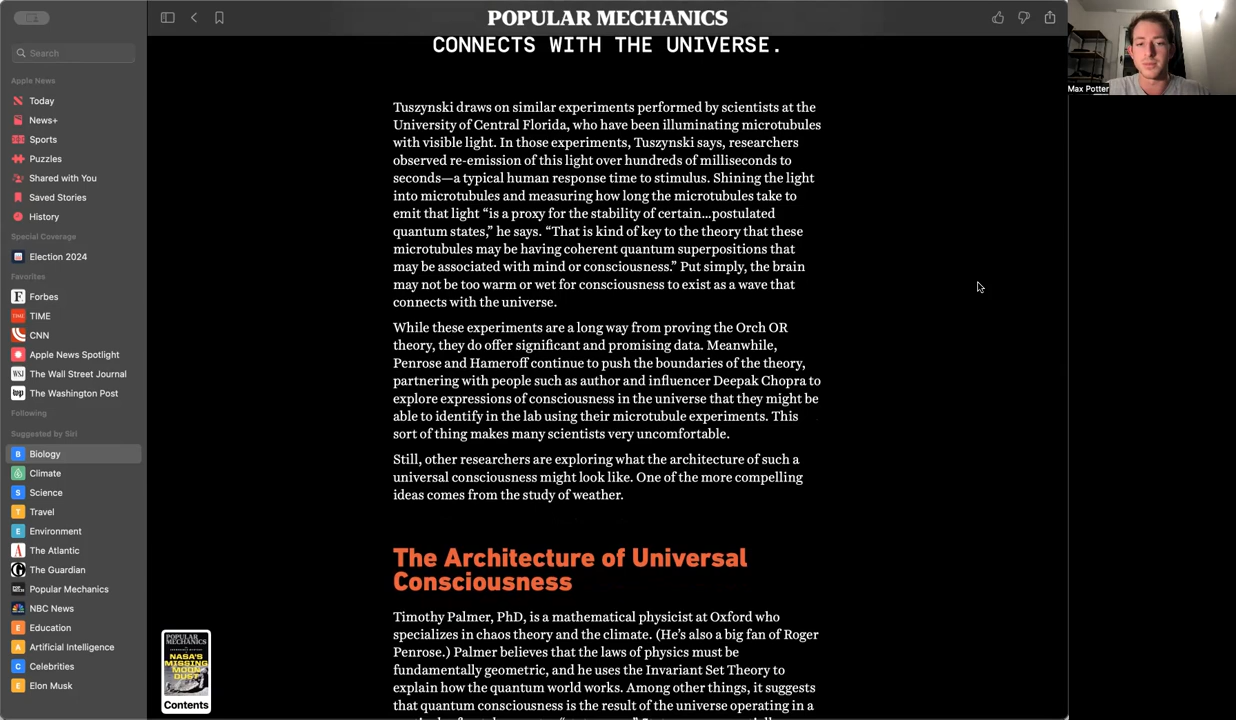 POPULAR MECHANICS
CONNECTS WITH THE UNIVERSE.
Max Potter
Search
Apple News
Today
News+
Sports
Puzzles
Shared with You
Saved Stories
History
Special Coverage
Election 2024
Favorites
F Forbes
TIME TIME
CNN
Apple News Spotlight
WSJ The Wall Street Journal
wp The Washington Post
Following
Suggested by Siri
B Biology
Climate
S Science
T Travel
E Environment
A The Atlantic
G The Guardian
Popular Mechanics
NBC News
E Education
A Artificial Intelligence
C Celebrities
E Elon Musk
Tuszynski draws on similar experiments performed by scientists at the
University of Central Florida, who have been illuminating microtubules
with visible light. In those experiments, Tuszynski says, researchers
observed re-emission of this light over hundreds of milliseconds to
seconds—a typical human response time to stimulus. Shining the light
into microtubules and measuring how long the microtubules take to
emit that light “is a proxy for the stability of certain...postulated
quantum states,” he says. “That is kind of key to the theory that these
microtubules may be having coherent quantum superpositions that
may be associated with mind or consciousness.” Put simply, the brain
may not be too warm or wet for consciousness to exist as a wave that
connects with the universe.
While these experiments are a long way from proving the Orch OR
theory, they do offer significant and promising data. Meanwhile,
Penrose and Hameroff continue to push the boundaries of the theory,
partnering with people such as author and influencer Deepak Chopra to
explore expressions of consciousness in the universe that they might be
able to identify in the lab using their microtubule experiments. This
sort of thing makes many scientists very uncomfortable.
Still, other researchers are exploring what the architecture of such a
universal consciousness might look like. One of the more compelling
ideas comes from the study of weather.
The Architecture of Universal
Consciousness
Timothy Palmer, PhD, is a mathematical physicist at Oxford who
specializes in chaos theory and the climate. (He’s also a big fan of Roger
Penrose.) Palmer believes that the laws of physics must be
fundamentally geometric, and he uses the Invariant Set Theory to
explain how the quantum world works. Among other things, it suggests
that quantum consciousness is the result of the universe operating in a
POPULAR
MECHANICS
NASA'S
MISSING
MOON
DUST
Contents